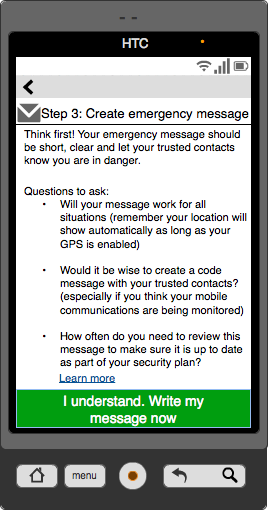 HTC
Step 3: Create emergency message
Think first! Your emergency message should
be short, clear and let your trusted contacts
know you are in danger.
Questions to ask:
• Will your message work for all
situations (remember your location will
show automatically as long as your
GPS is enabled)
• Would it be wise to create a code
message with your trusted contacts?
(especially if you think your mobile
communications are being monitored)
• How often do you need to review this
message to make sure it is up to date
as part of your security plan?
Learn more
I understand. Write my
message now
menu